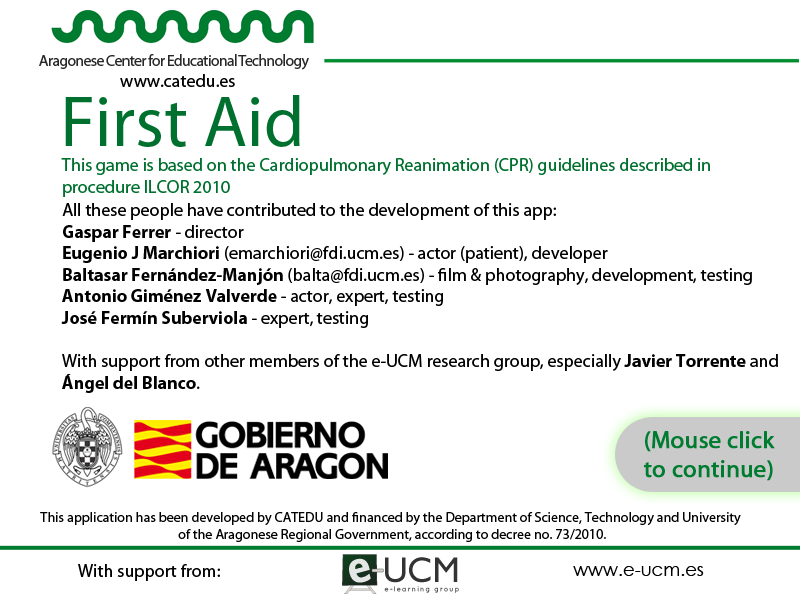 Aragonese Center for Educational Technology
www.catedu.es
First Aid
This game is based on the Cardiopulmonary Reanimation (CPR) guidelines described in
procedure ILCOR 2010
All these people have contributed to the development of this app:
Gaspar Ferrer - director
Eugenio J Marchiori (emarchiori@fdi.ucm.es) - actor (patient), developer
Baltasar Fernández-Manjón (balta@fdi.ucm.es) - film & photography, development, testing
Antonio Giménez Valverde - actor, expert, testing
José Fermín Suberviola - expert, testing
With support from other members of the e-UCM research group, especially Javier Torrente and
Ángel del Blanco.
GOBIERNO
DE ARAGON
(Mouse click
to continue)
This application has been developed by CATEDU and financed by the Department of Science, Technology and University
of the Aragonese Regional Government, according to decree no. 73/2010.
With support from:
e-UCM
e-learning group
www.e-ucm.es